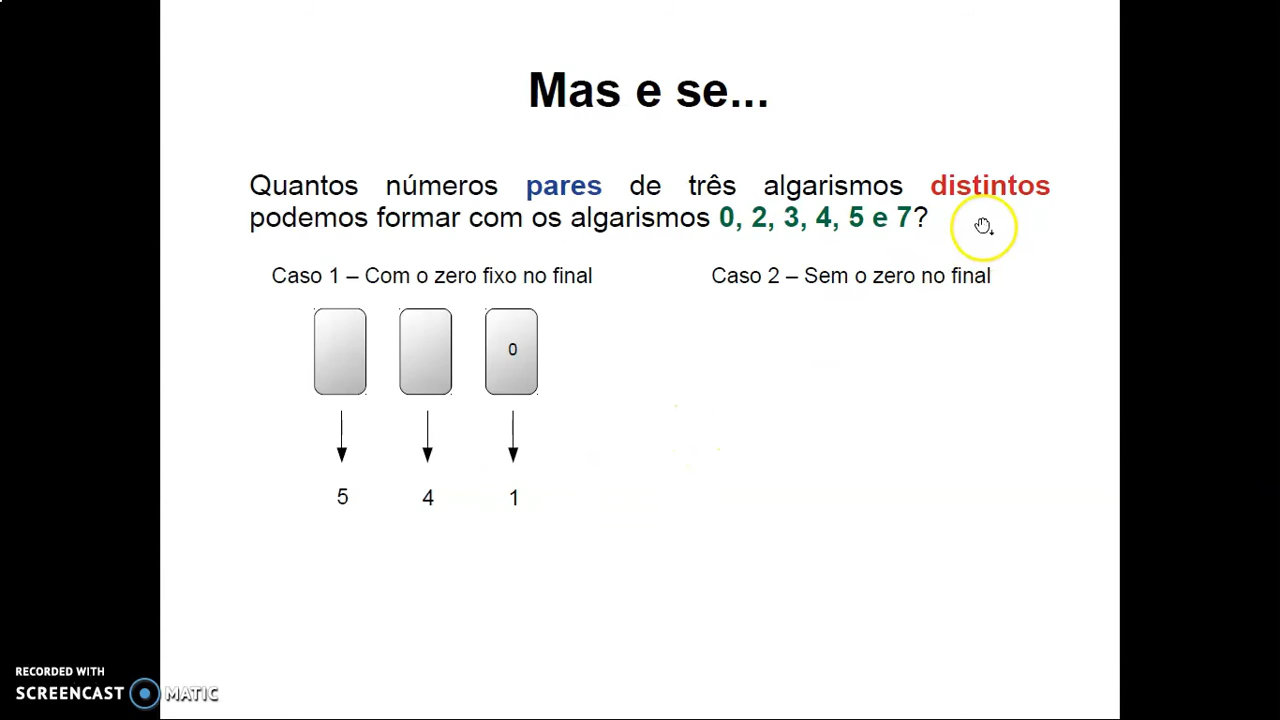 Mas e se...
Quantos números pares de três algarismos distintos
podemos formar com os algarismos 0, 2, 3, 4, 5 e 7?
Caso 1 – Com o zero fixo no final
Caso 2 – Sem o zero no final
0
5 4 1
RECORDED WITH
SCREENCAST MATIC